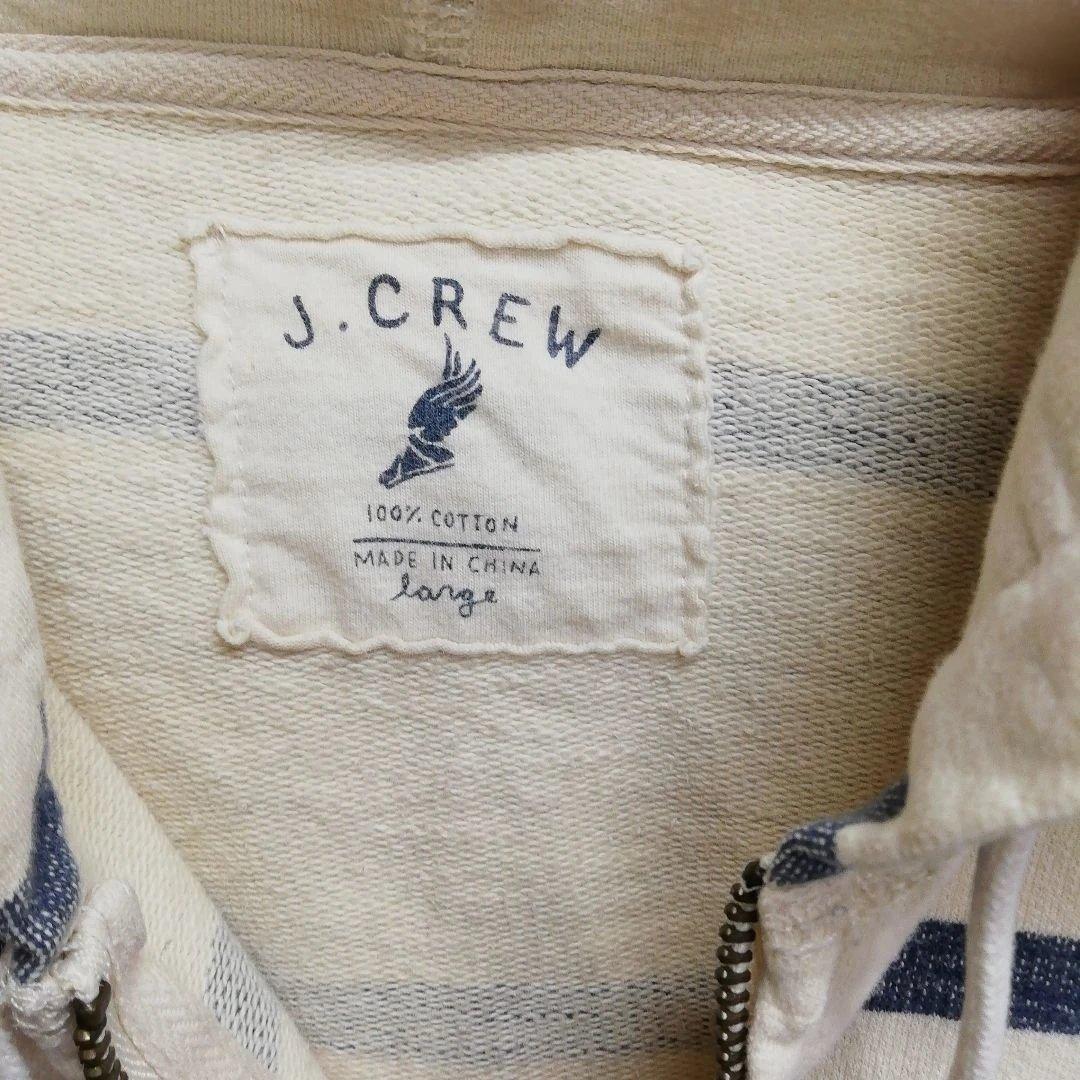 J.CREW
100% COTTON
MADE IN CHINA
large